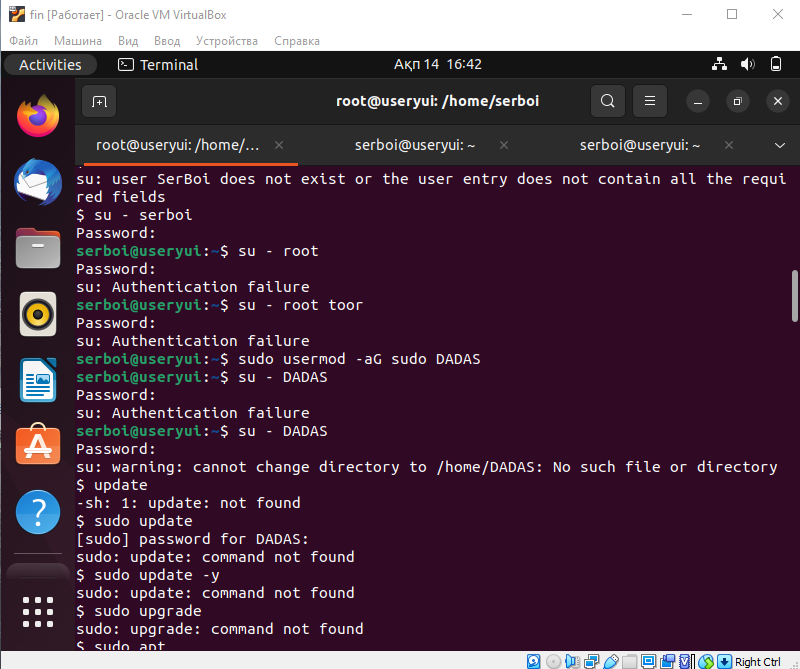 fin [Работает] - Oracle VM VirtualBox
Файл Машина Вид Ввод Устройства Справка
Activities Terminal Ақп 14 16:42
root@useryui: /home/serboi
root@useryui: /home/... serboi@useryui: ~ serboi@useryui: ~
su: user SerBoi does not exist or the user entry does not contain all the requi
red fields
$ su - serboi
Password:
serboi@useryui:~$ su - root
Password:
su: Authentication failure
serboi@useryui:~$ su - root toor
Password:
su: Authentication failure
serboi@useryui:~$ sudo usermod -aG sudo DADAS
serboi@useryui:~$ su - DADAS
Password:
su: Authentication failure
serboi@useryui:~$ su - DADAS
Password:
su: warning: cannot change directory to /home/DADAS: No such file or directory
$ update
-sh: 1: update: not found
$ sudo update
[sudo] password for DADAS:
sudo: update: command not found
$ sudo update -y
sudo: update: command not found
$ sudo upgrade
sudo: upgrade: command not found
$ sudo apt
Right Ctrl